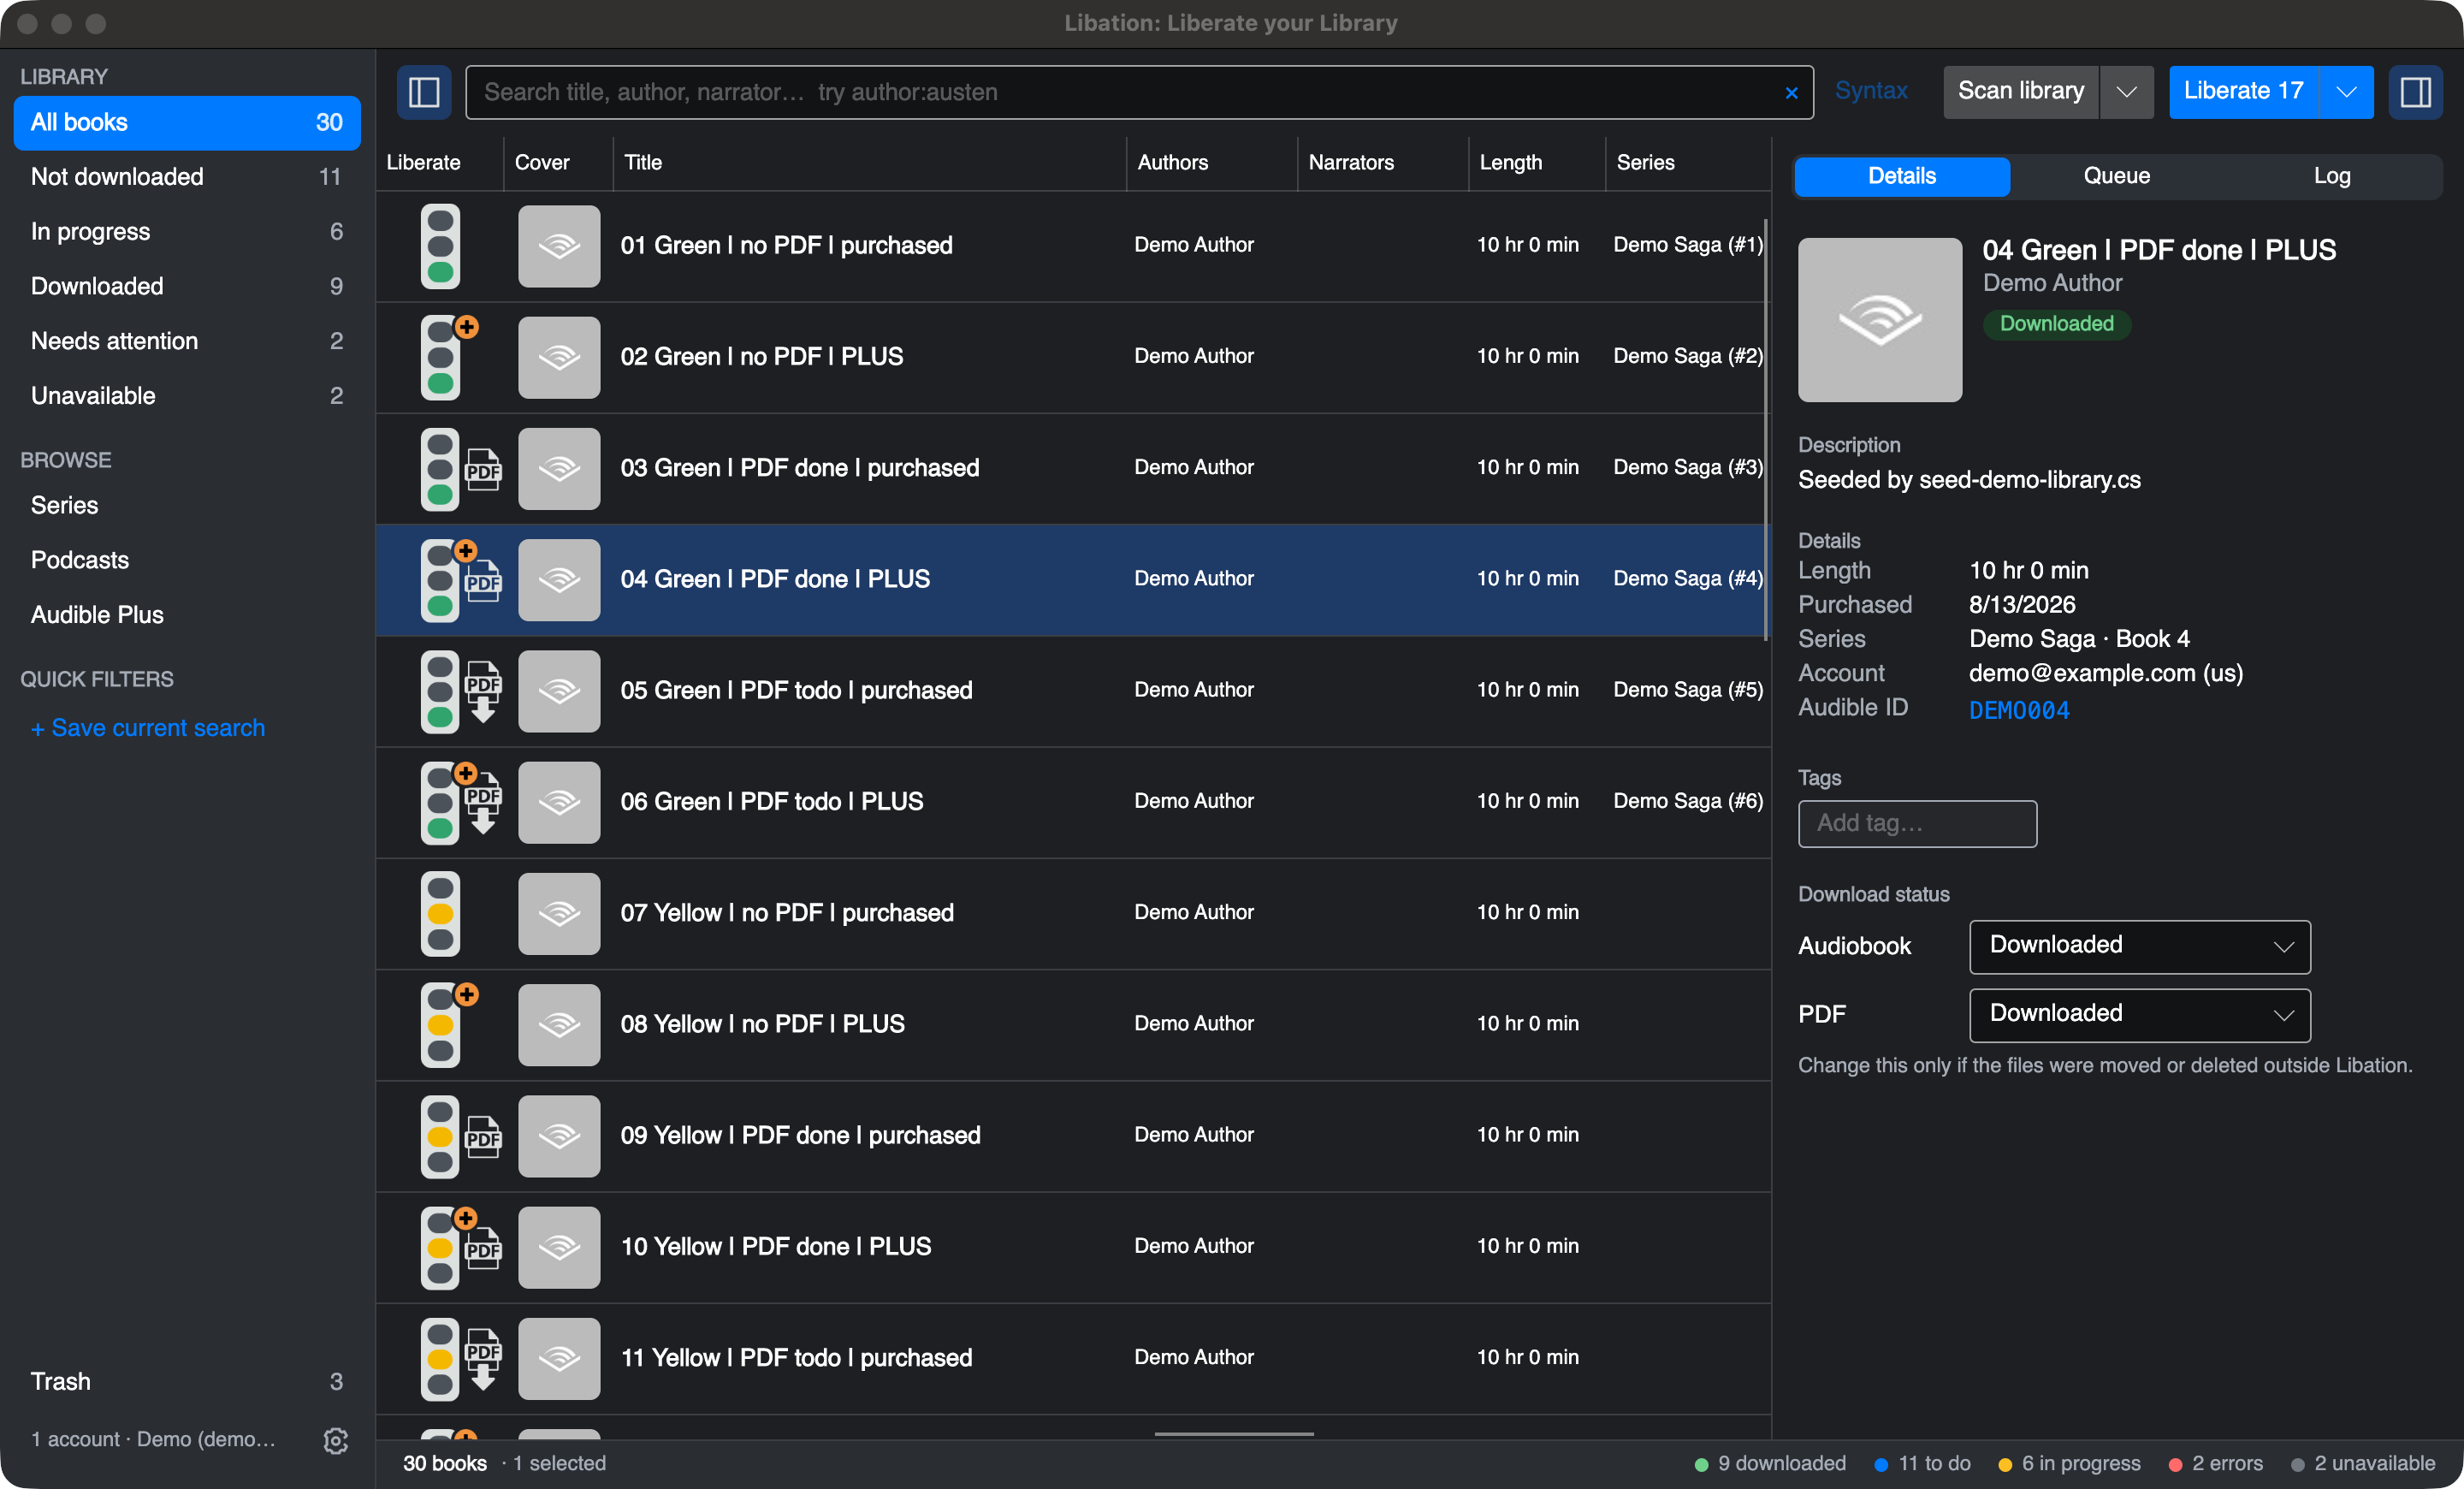 Libation: Liberate your Library
LIBRARY
All books 30
Not downloaded 11
In progress 6
Downloaded 9
Needs attention 2
Unavailable 2
BROWSE
Series
Podcasts
Audible Plus
QUICK FILTERS
+ Save current search
Trash 3
1 account · Demo (demo...
Search title, author, narrator... try author:austen
Syntax
Scan library
Liberate 17
Liberate Cover Title Authors Narrators Length Series
01 Green | no PDF | purchased Demo Author 10 hr 0 min Demo Saga (#1)
02 Green | no PDF | PLUS Demo Author 10 hr 0 min Demo Saga (#2)
PDF 03 Green | PDF done | purchased Demo Author 10 hr 0 min Demo Saga (#3)
PDF 04 Green | PDF done | PLUS Demo Author 10 hr 0 min Demo Saga (#4)
PDF 05 Green | PDF todo | purchased Demo Author 10 hr 0 min Demo Saga (#5)
PDF 06 Green | PDF todo | PLUS Demo Author 10 hr 0 min Demo Saga (#6)
07 Yellow | no PDF | purchased Demo Author 10 hr 0 min
08 Yellow | no PDF | PLUS Demo Author 10 hr 0 min
PDF 09 Yellow | PDF done | purchased Demo Author 10 hr 0 min
PDF 10 Yellow | PDF done | PLUS Demo Author 10 hr 0 min
PDF 11 Yellow | PDF todo | purchased Demo Author 10 hr 0 min
30 books · 1 selected
Details Queue Log
04 Green | PDF done | PLUS
Demo Author
Downloaded
Description
Seeded by seed-demo-library.cs
Details
Length 10 hr 0 min
Purchased 8/13/2026
Series Demo Saga · Book 4
Account demo@example.com (us)
Audible ID DEMO004
Tags
Add tag...
Download status
Audiobook Downloaded
PDF Downloaded
Change this only if the files were moved or deleted outside Libation.
9 downloaded 11 to do 6 in progress 2 errors 2 unavailable